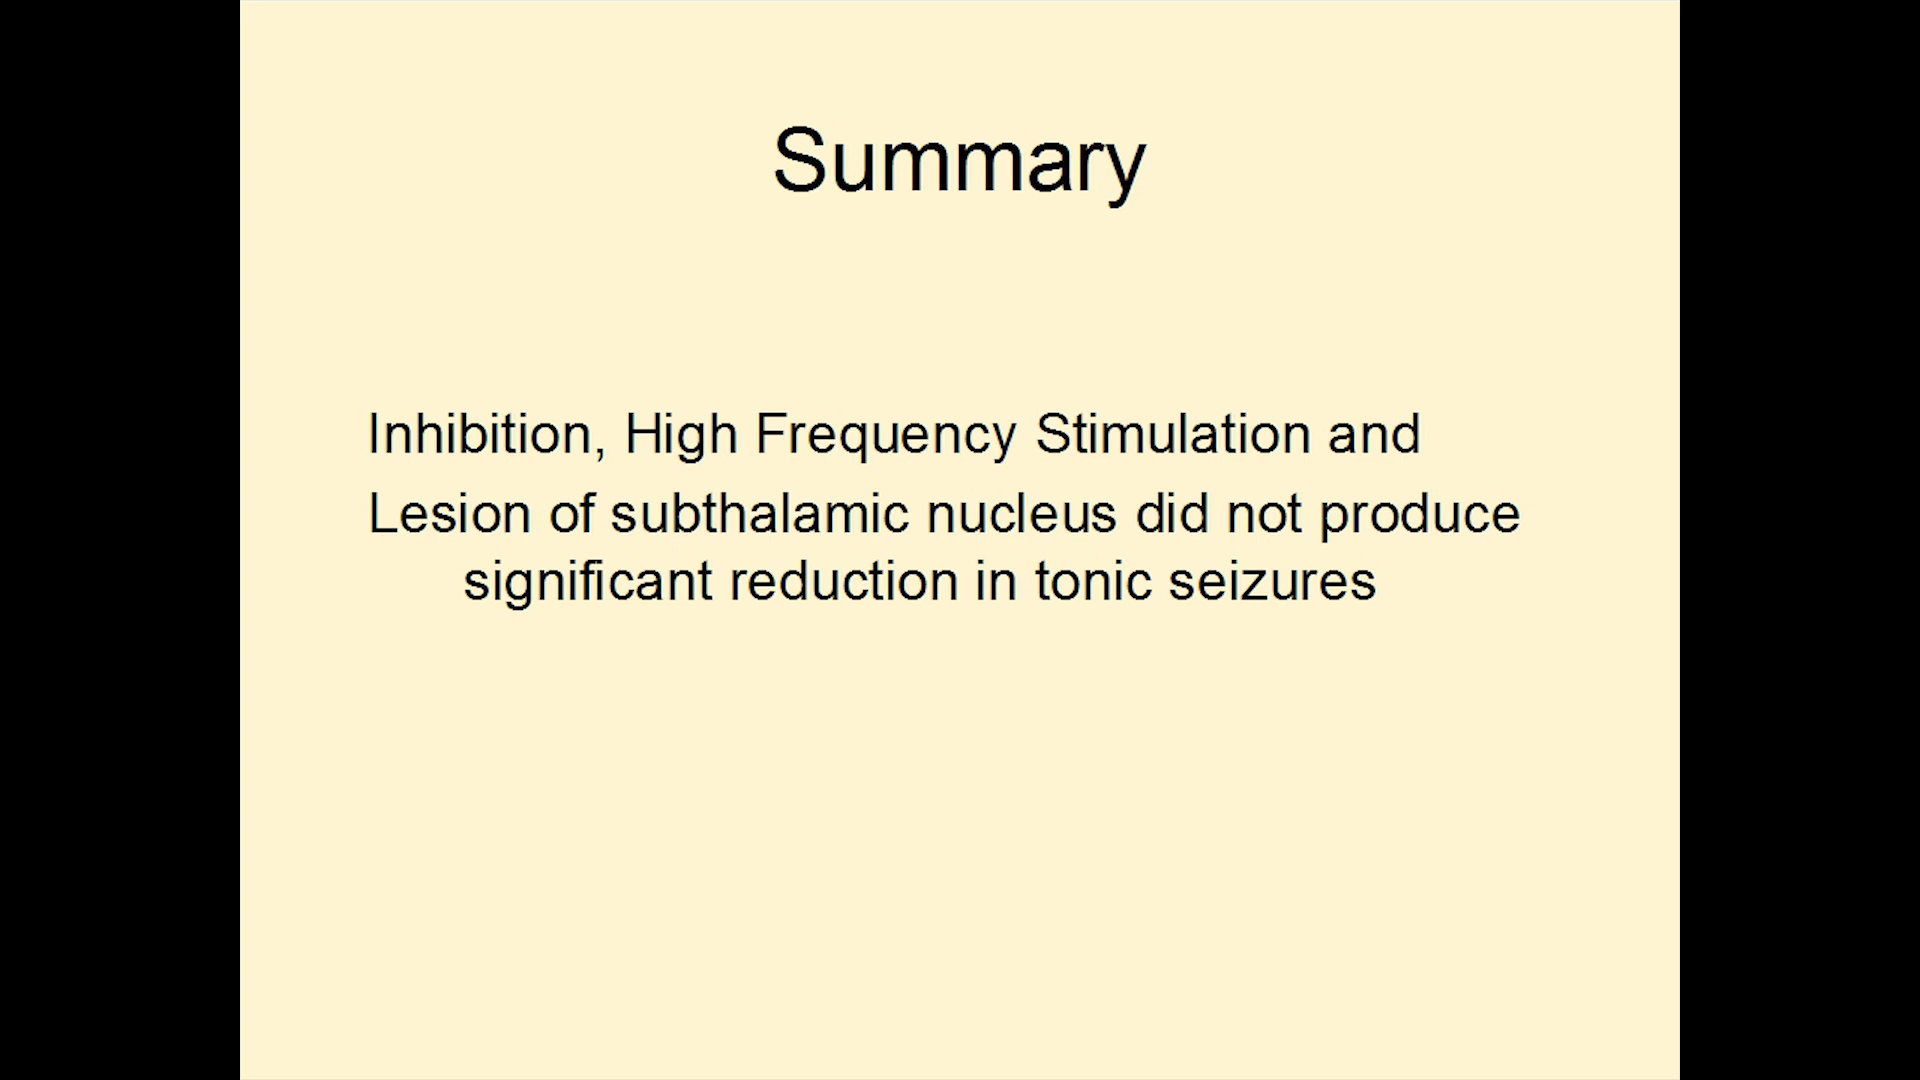 Summary
Inhibition, High Frequency Stimulation and
Lesion of subthalamic nucleus did not produce
significant reduction in tonic seizures